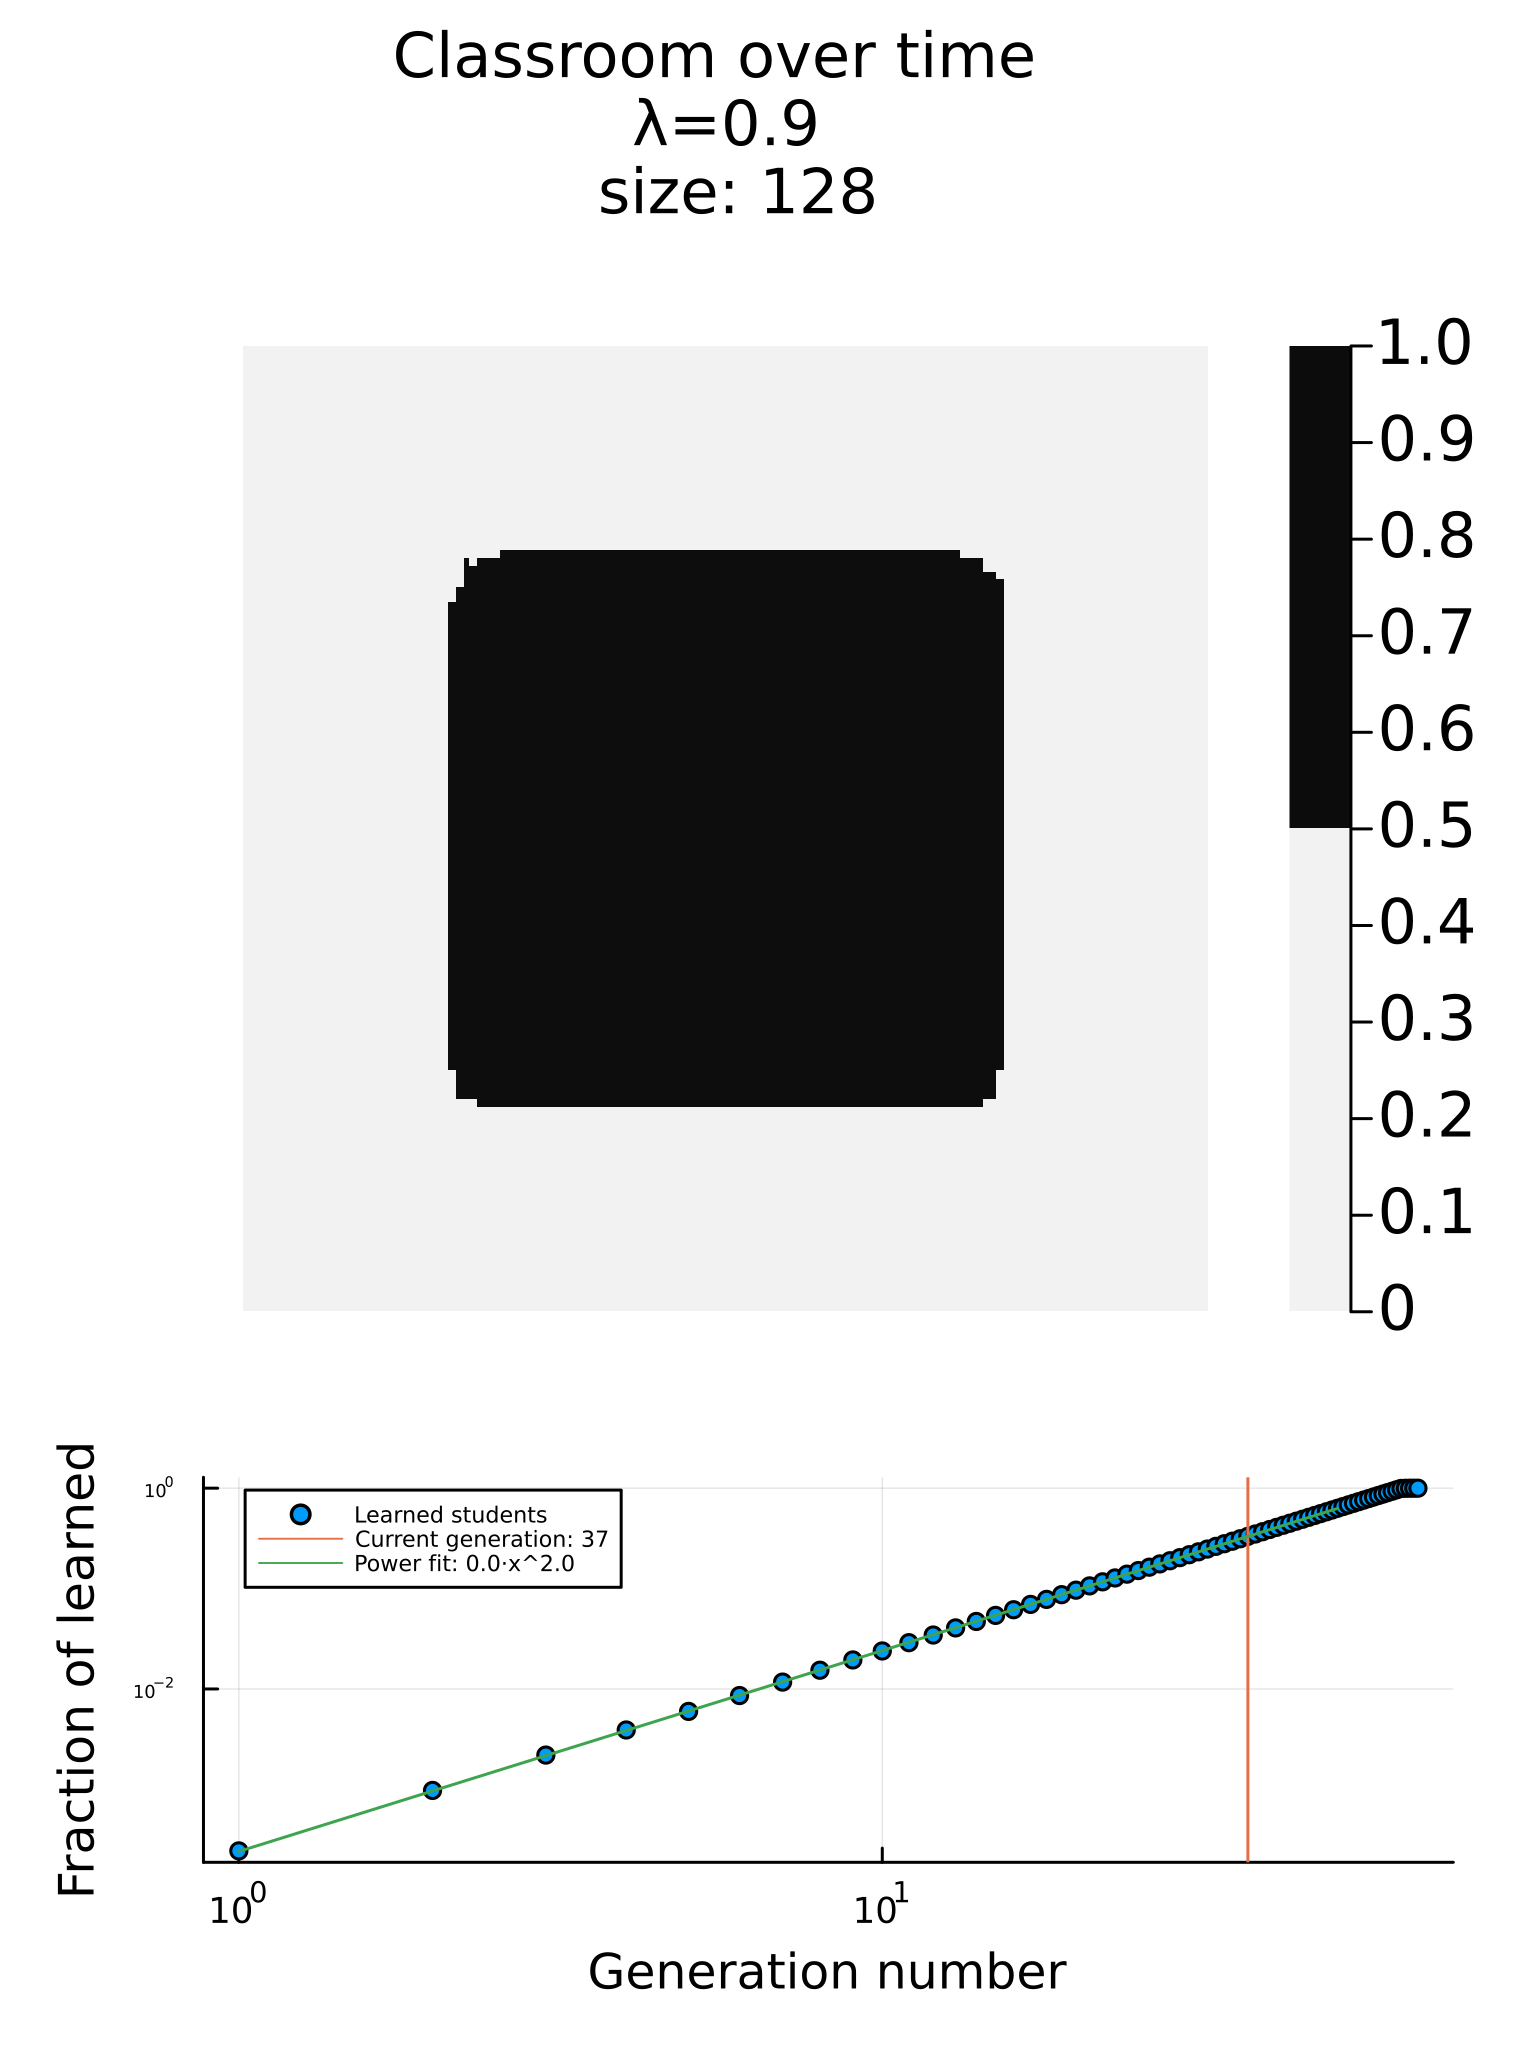 Classroom over time
λ=0.9
size: 128
1.0
0.9
0.8
0.7
0.6
0.5
0.4
0.3
0.2
0.1
0
Fraction of learned
10^0
10^-2
Learned students
Current generation: 37
Power fit: 0.0·x^2.0
10^0
10^1
Generation number